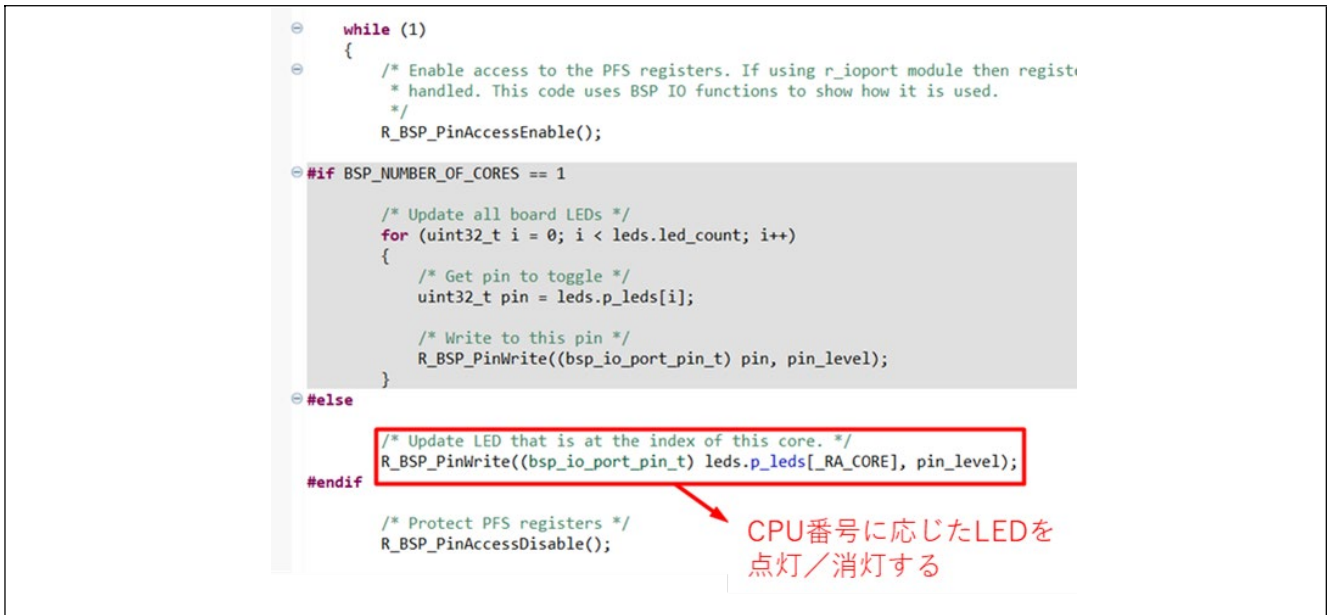 while (1)
{
/* Enable access to the PFS registers. If using r_ioport module then regist
* handled. This code uses BSP IO functions to show how it is used.
*/
R_BSP_PinAccessEnable();
#if BSP_NUMBER_OF_CORES == 1
/* Update all board LEDs */
for (uint32_t i = 0; i < leds.led_count; i++)
{
/* Get pin to toggle */
uint32_t pin = leds.p_leds[i];
/* Write to this pin */
R_BSP_PinWrite((bsp_io_port_pin_t) pin, pin_level);
}
#else
/* Update LED that is at the index of this core. */
R_BSP_PinWrite((bsp_io_port_pin_t) leds.p_leds[_RA_CORE], pin_level);
#endif
/* Protect PFS registers */
R_BSP_PinAccessDisable();
CPU番号に応じたLEDを
点灯／消灯する